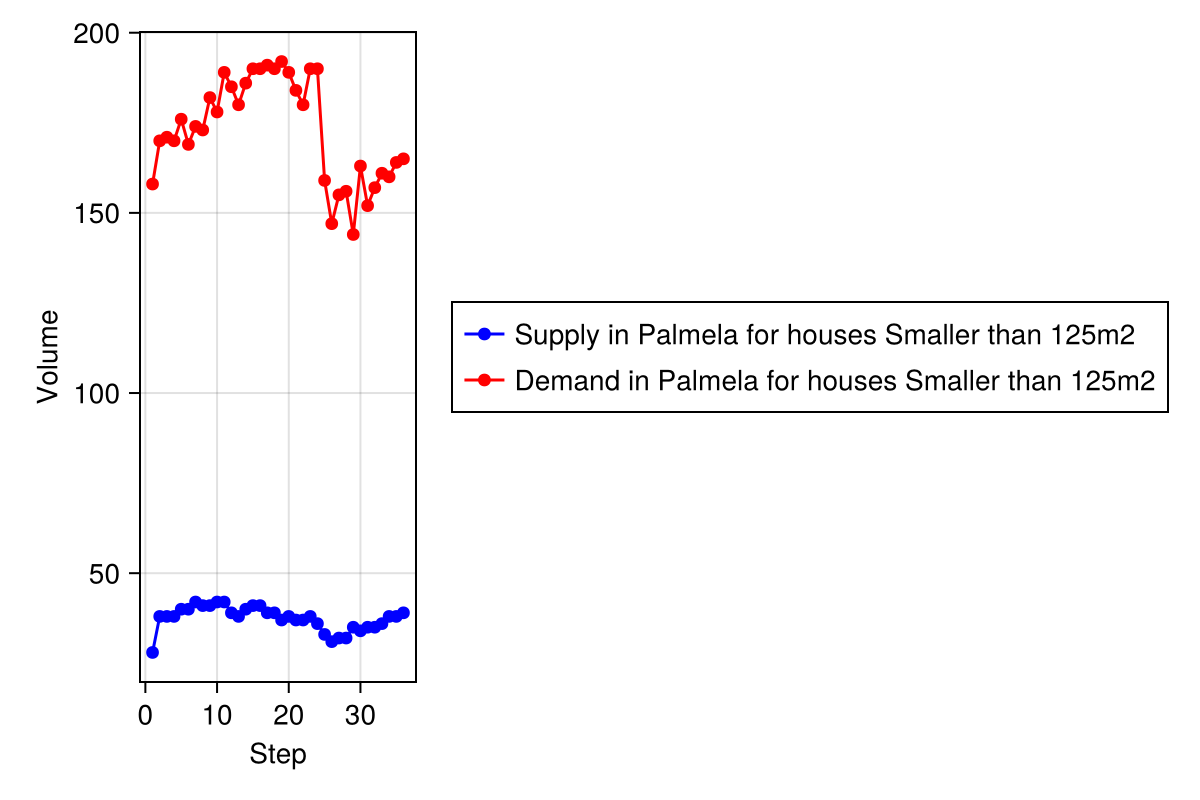 200
150
100
50
Volume
0 10 20 30
Step
Supply in Palmela for houses Smaller than 125m2
Demand in Palmela for houses Smaller than 125m2